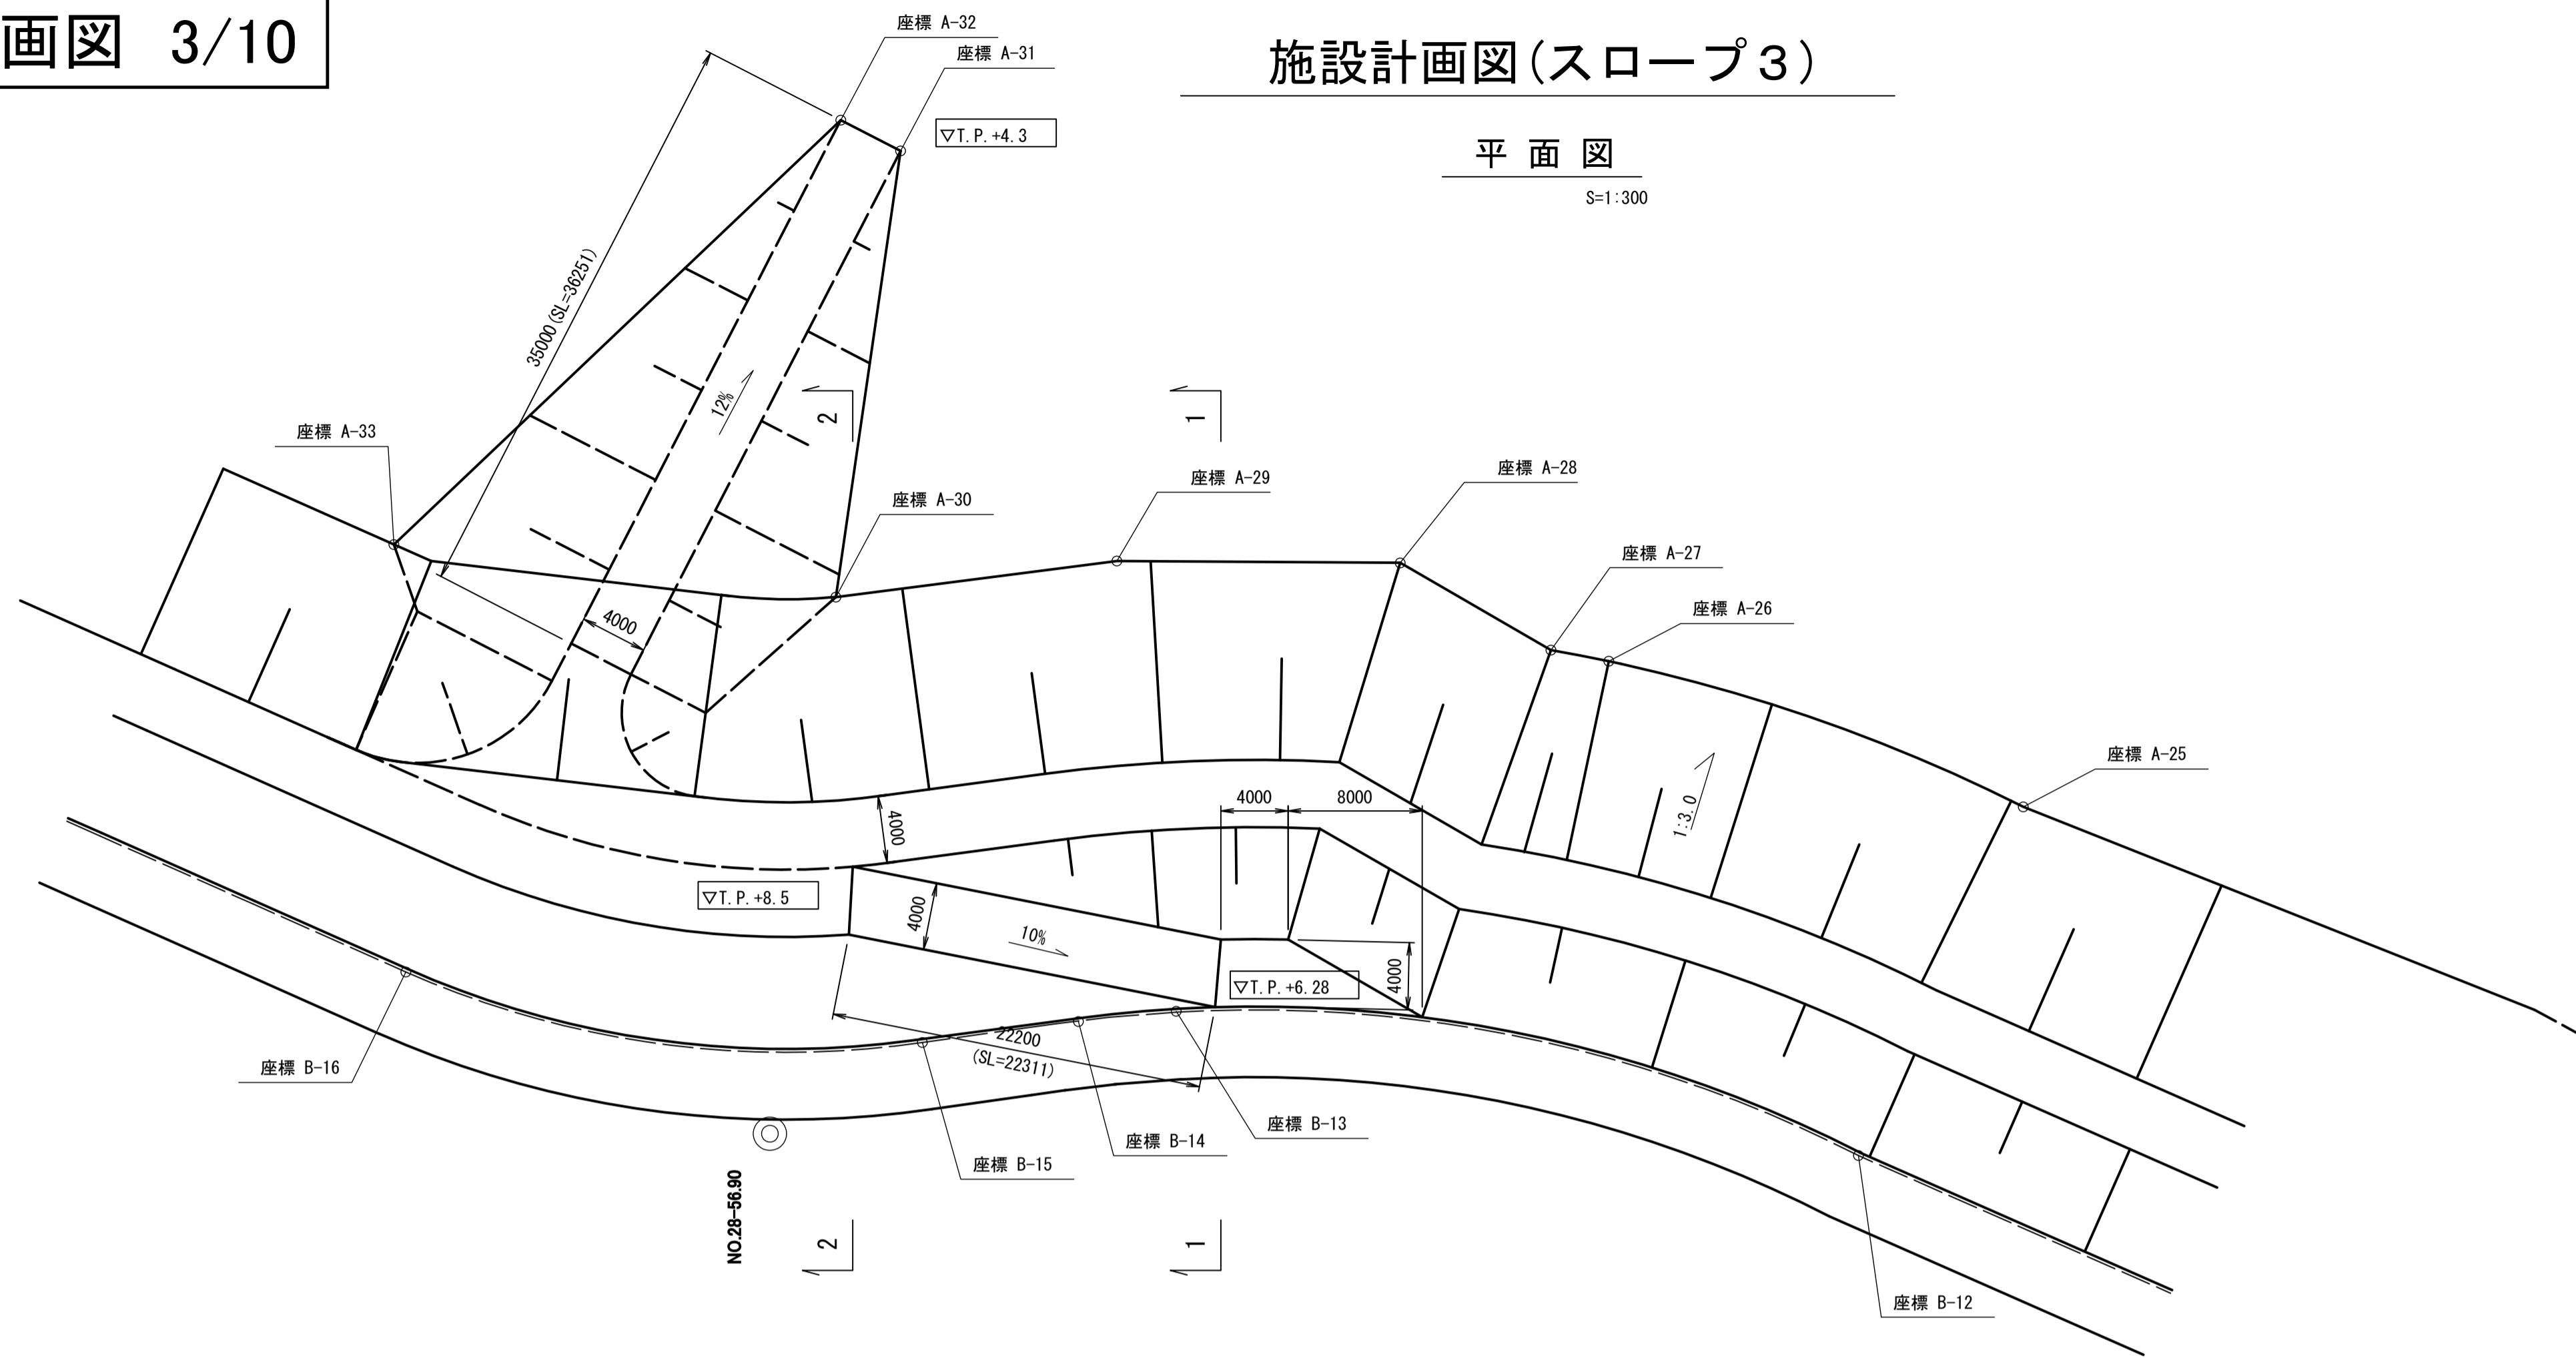 画図 3/10
施設計画図(スロープ3)
平 面 図
S=1:300
座標 A-32
座標 A-31
▽T.P.+4.3
35000(SL=36251)
12%
2
1
座標 A-33
座標 A-30
座標 A-29
座標 A-28
座標 A-27
座標 A-26
座標 A-25
4000
4000
4000
8000
1:3.0
▽T.P.+8.5
4000
10%
▽T.P.+6.28
4000
22200
(SL=22311)
座標 B-16
座標 B-15
座標 B-14
座標 B-13
座標 B-12
NO.28-56.90
2
1